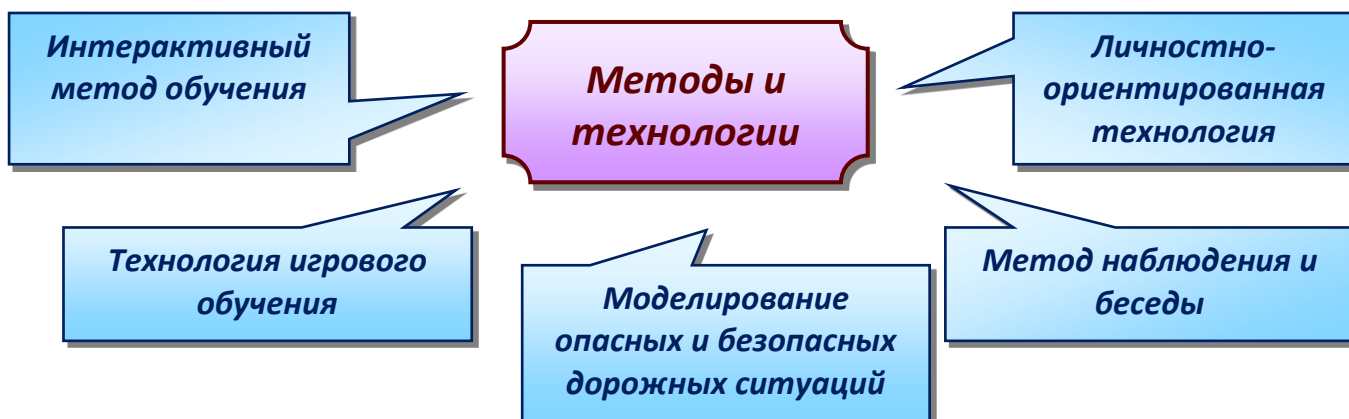 Интерактивный
метод обучения
Методы и
технологии
Личностно-
ориентированная
технология
Технология игрового
обучения
Моделирование
опасных и безопасных
дорожных ситуаций
Метод наблюдения и
беседы